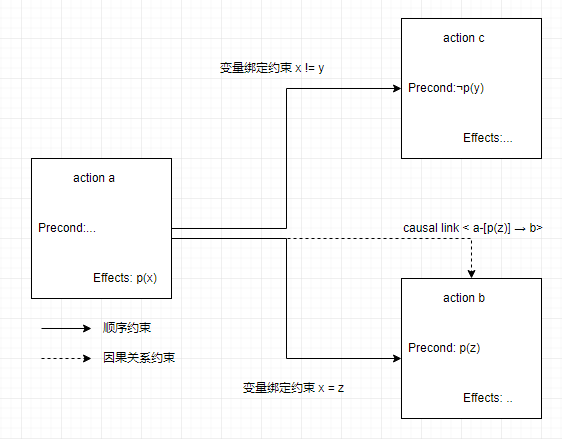 action c
变量绑定约束 x != y
Precond:¬p(y)
Effects:...
action a
Precond:...
Effects: p(x)
causal link < a-[p(z)] → b>
action b
顺序约束
Precond: p(z)
因果关系约束
变量绑定约束 x = z
Effects: ..